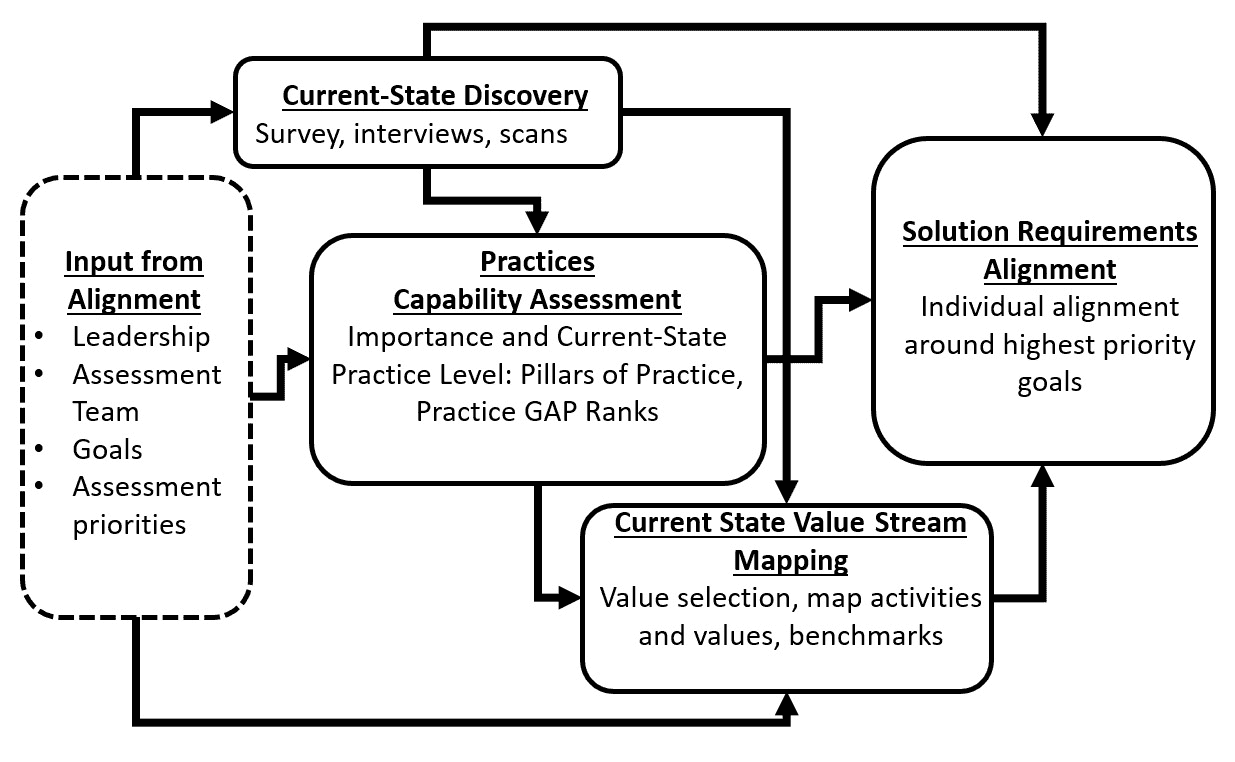 Current-State Discovery
Survey, interviews, scans
Input from
Alignment
• Leadership
• Assessment
Team
• Goals
• Assessment
priorities
Practices
Capability Assessment
Importance and Current-State
Practice Level: Pillars of Practice,
Practice GAP Ranks
Solution Requirements
Alignment
Individual alignment
around highest priority
goals
Current State Value Stream
Mapping
Value selection, map activities
and values, benchmarks